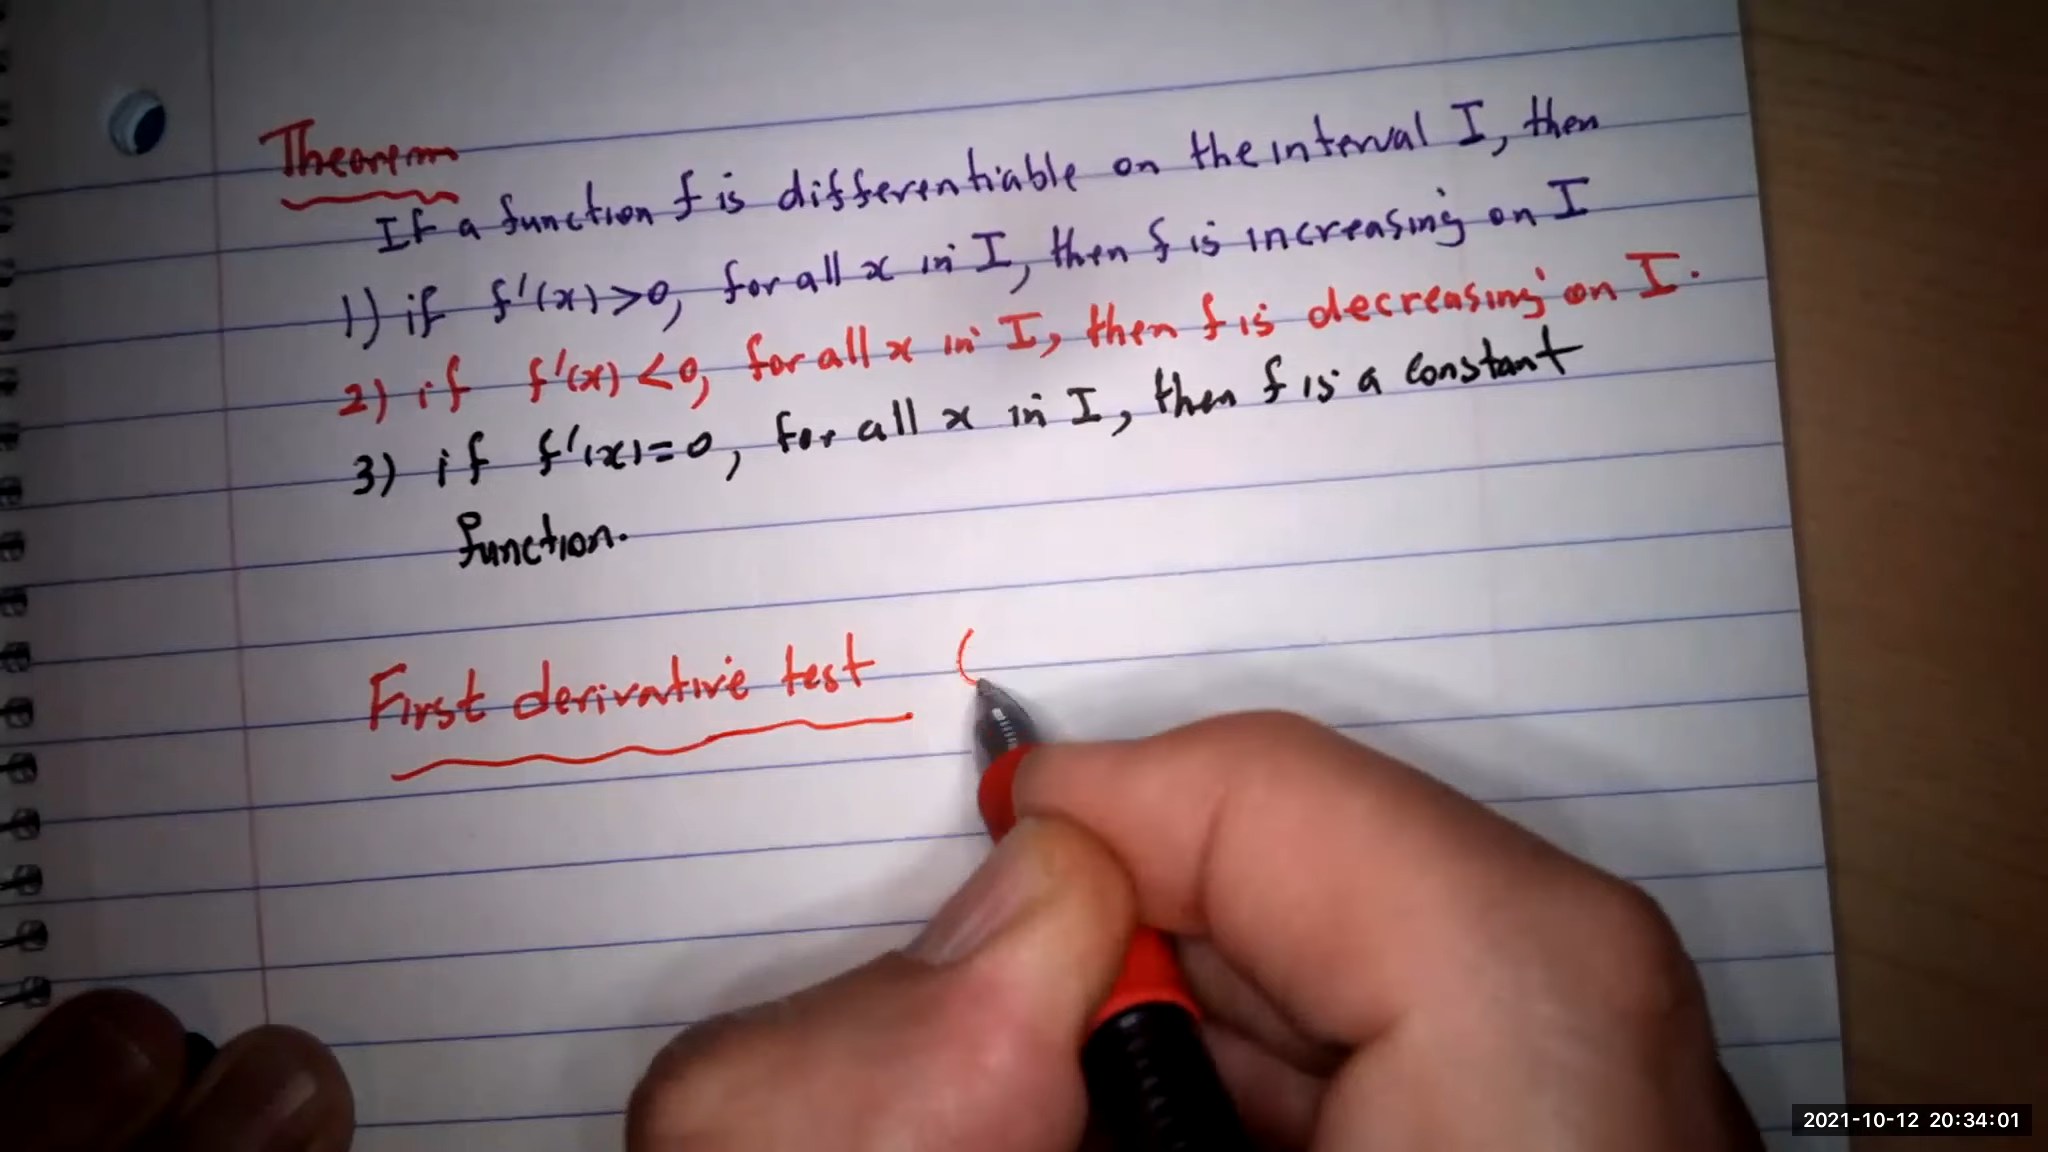 Theorem
If a function f is differentiable on the interval I, then
1) if f'(x) > 0, for all x in I, then f is increasing on I
2) if f'(x) < 0, for all x in I, then f is decreasing on I.
3) if f'(x) = 0, for all x in I, then f is a constant
function.
First derivative test (
2021-10-12 20:34:01